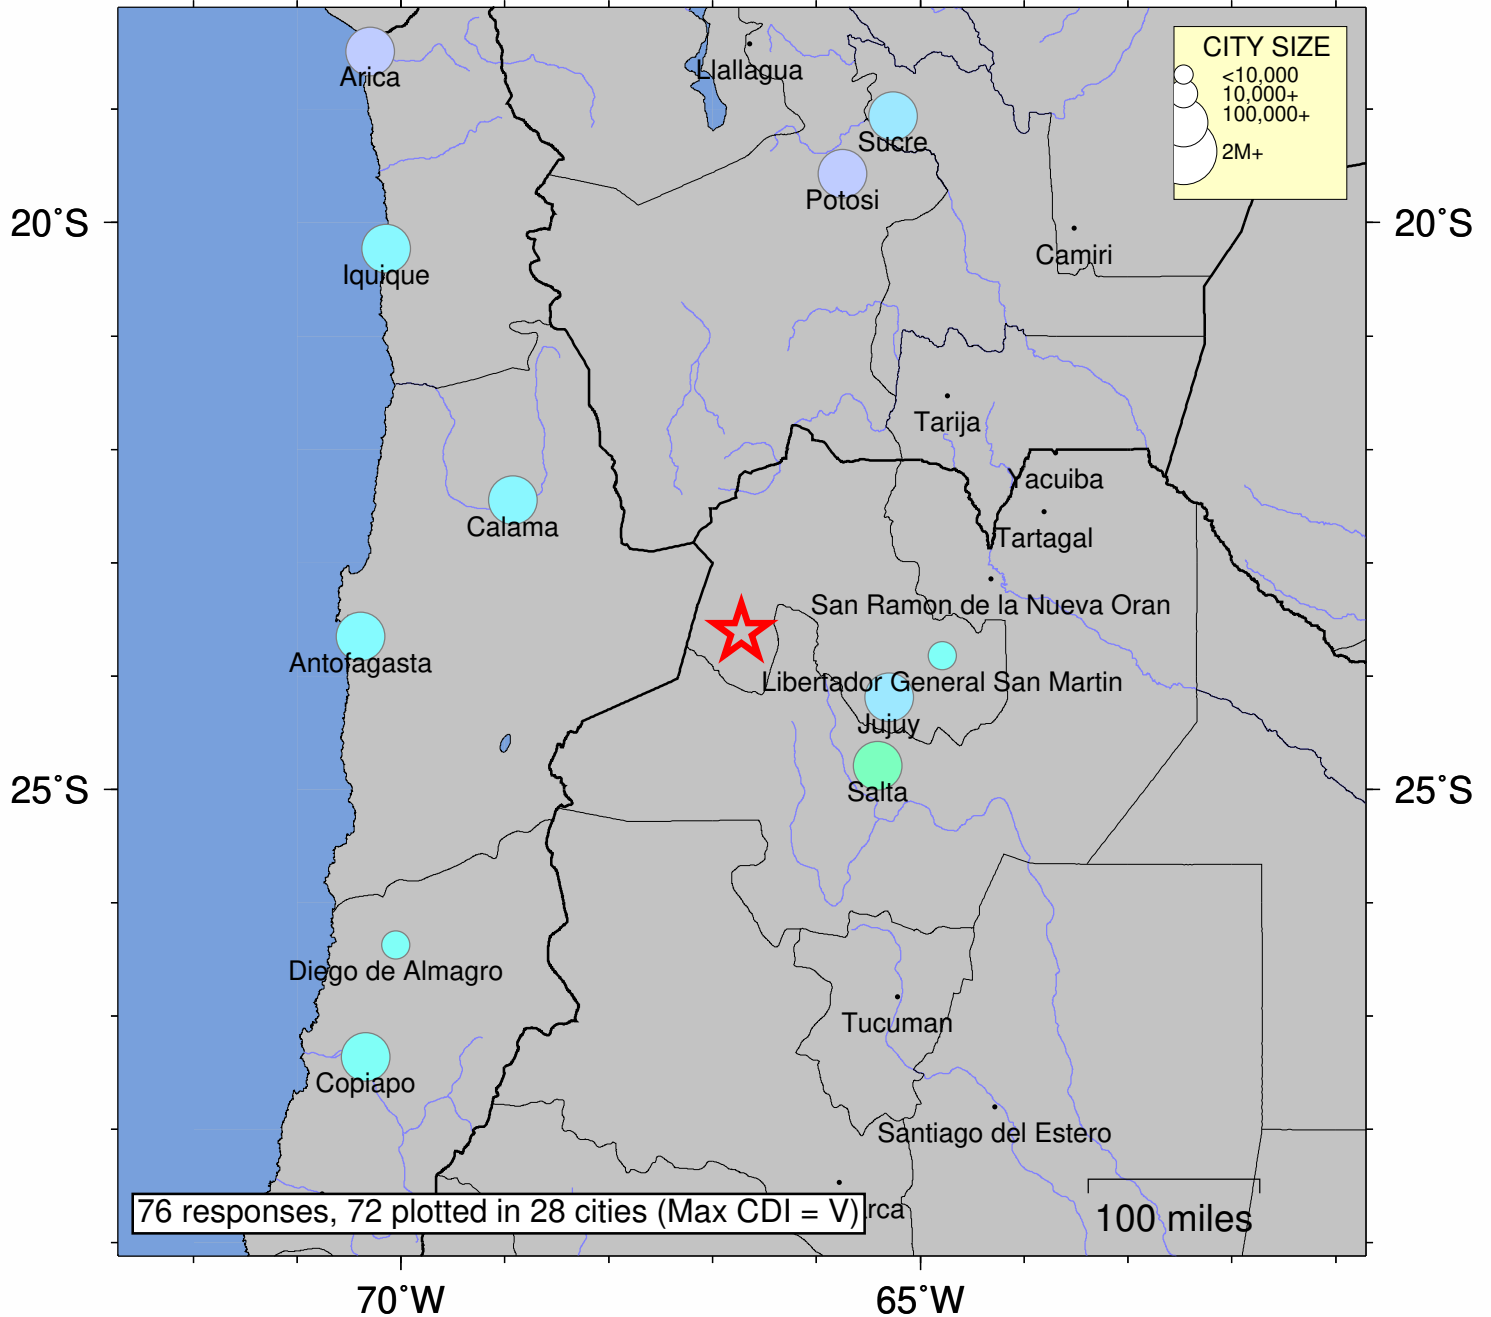 CITY SIZE
<10,000
10,000+
100,000+
2M+
Arica
Llallagua
Sucre
Potosi
20˚S
20˚S
Camiri
Iquique
Tarija
Yacuiba
Calama
Tartagal
San Ramon de la Nueva Oran
Antofagasta
Libertador General San Martin
Jujuy
25˚S
25˚S
Salta
Diego de Almagro
Tucuman
Copiapo
Santiago del Estero
76 responses, 72 plotted in 28 cities (Max CDI = V)
rca
100 miles
70˚W
65˚W